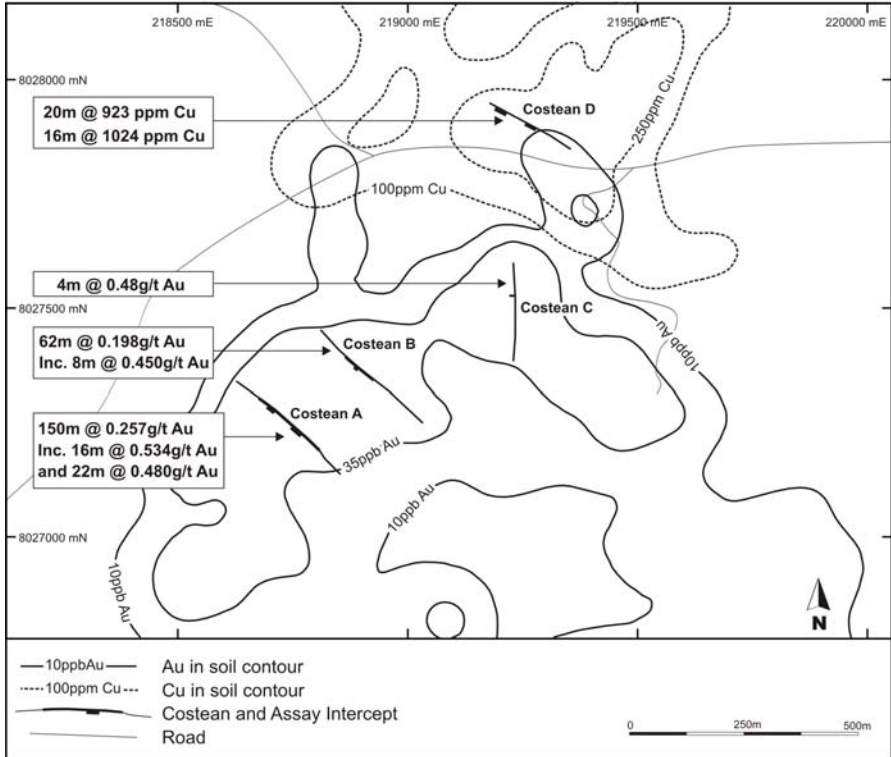 218500 mE
219000 mE
219500 mE
220000 mE
8028000 mN
20m @ 923 ppm Cu
16m @ 1024 ppm Cu
Costean D
250ppm Cu
100ppm Cu
4m @ 0.48g/t Au
8027500 mN
Costean C
62m @ 0.198g/t Au
Inc. 8m @ 0.450g/t Au
Costean B
10ppb Au
150m @ 0.257g/t Au
Inc. 16m @ 0.534g/t Au
and 22m @ 0.480g/t Au
Costean A
35ppb Au
10ppb Au
8027000 mN
10ppb Au
N
10ppbAu
Au in soil contour
100ppm Cu
Cu in soil contour
Costean and Assay Intercept
Road
0
250m
500m